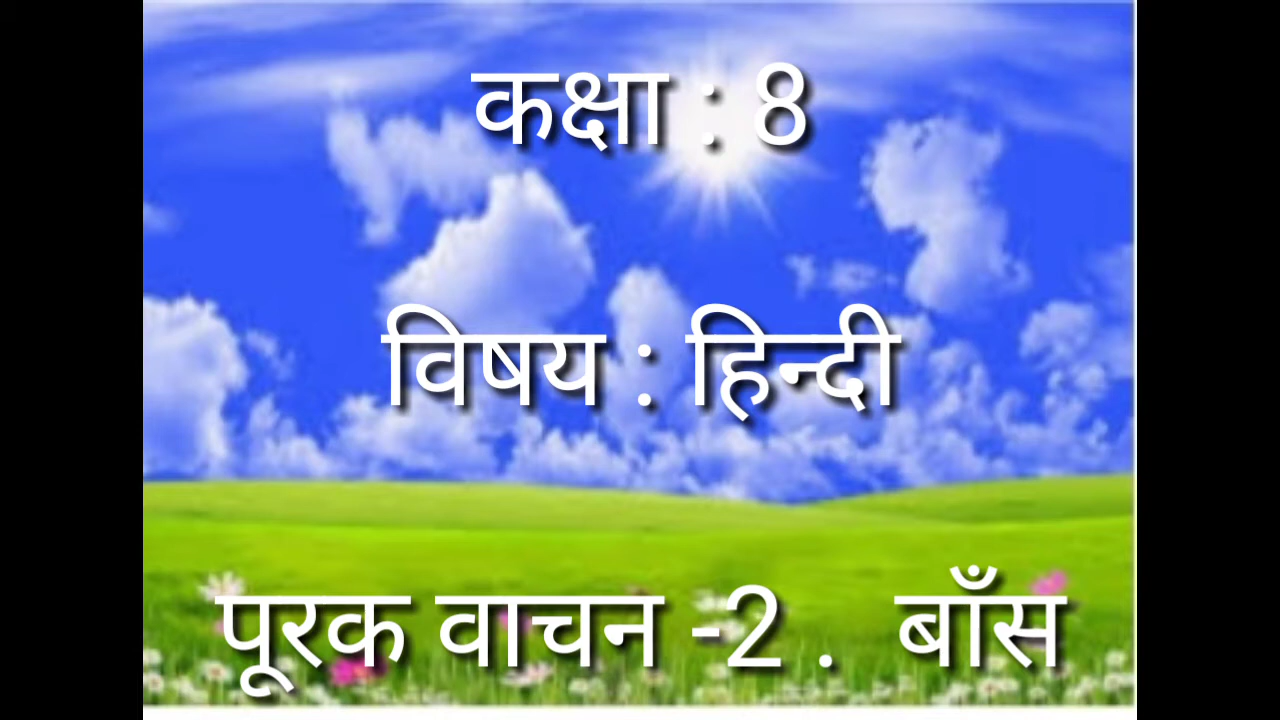 कक्षा : 8
विषय : हिन्दी
पूरक वाचन -2 . बाँस